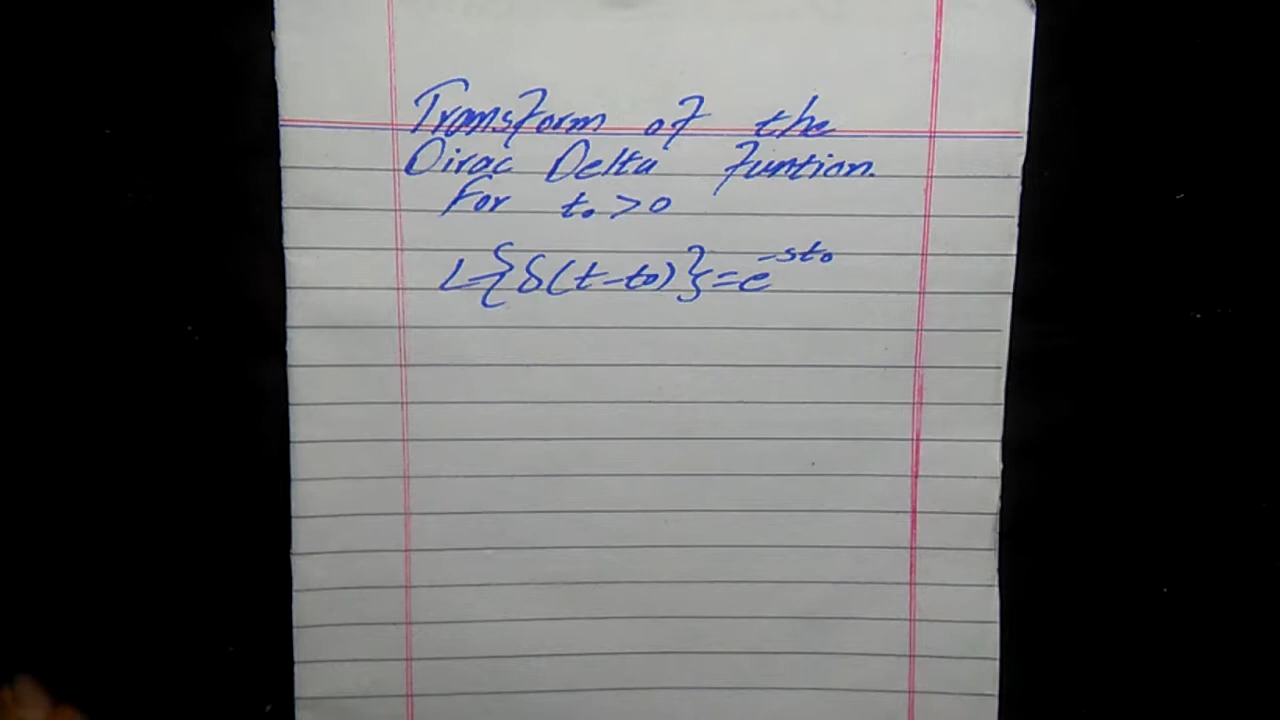 Transform of the
Dirac Delta funtion.
For t₀ > 0
L{δ(t-t₀)} = e^{-st₀}